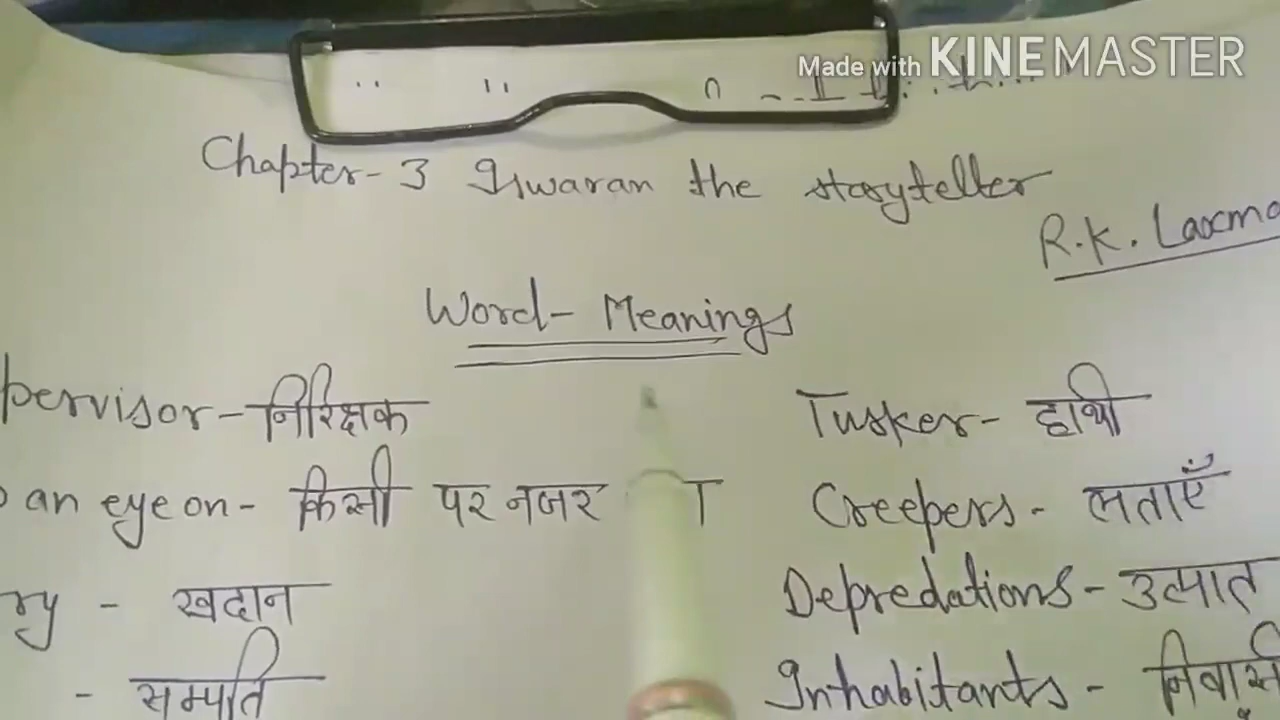 Made with KINEMASTER
Chapter-3 Iswaran the storyteller
R.K. Laxma
Word-Meanings
pervisor-निरिक्षक
Tusker- हाथी
an eye on- किसी पर नजर
Creepers- लताएँ
ry - खदान
Depredations- उत्पात
- सम्पति
Inhabitants-